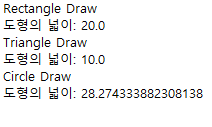 Rectangle Draw
도형의 넓이: 20.0
Triangle Draw
도형의 넓이: 10.0
Circle Draw
도형의 넓이: 28.274333882308138